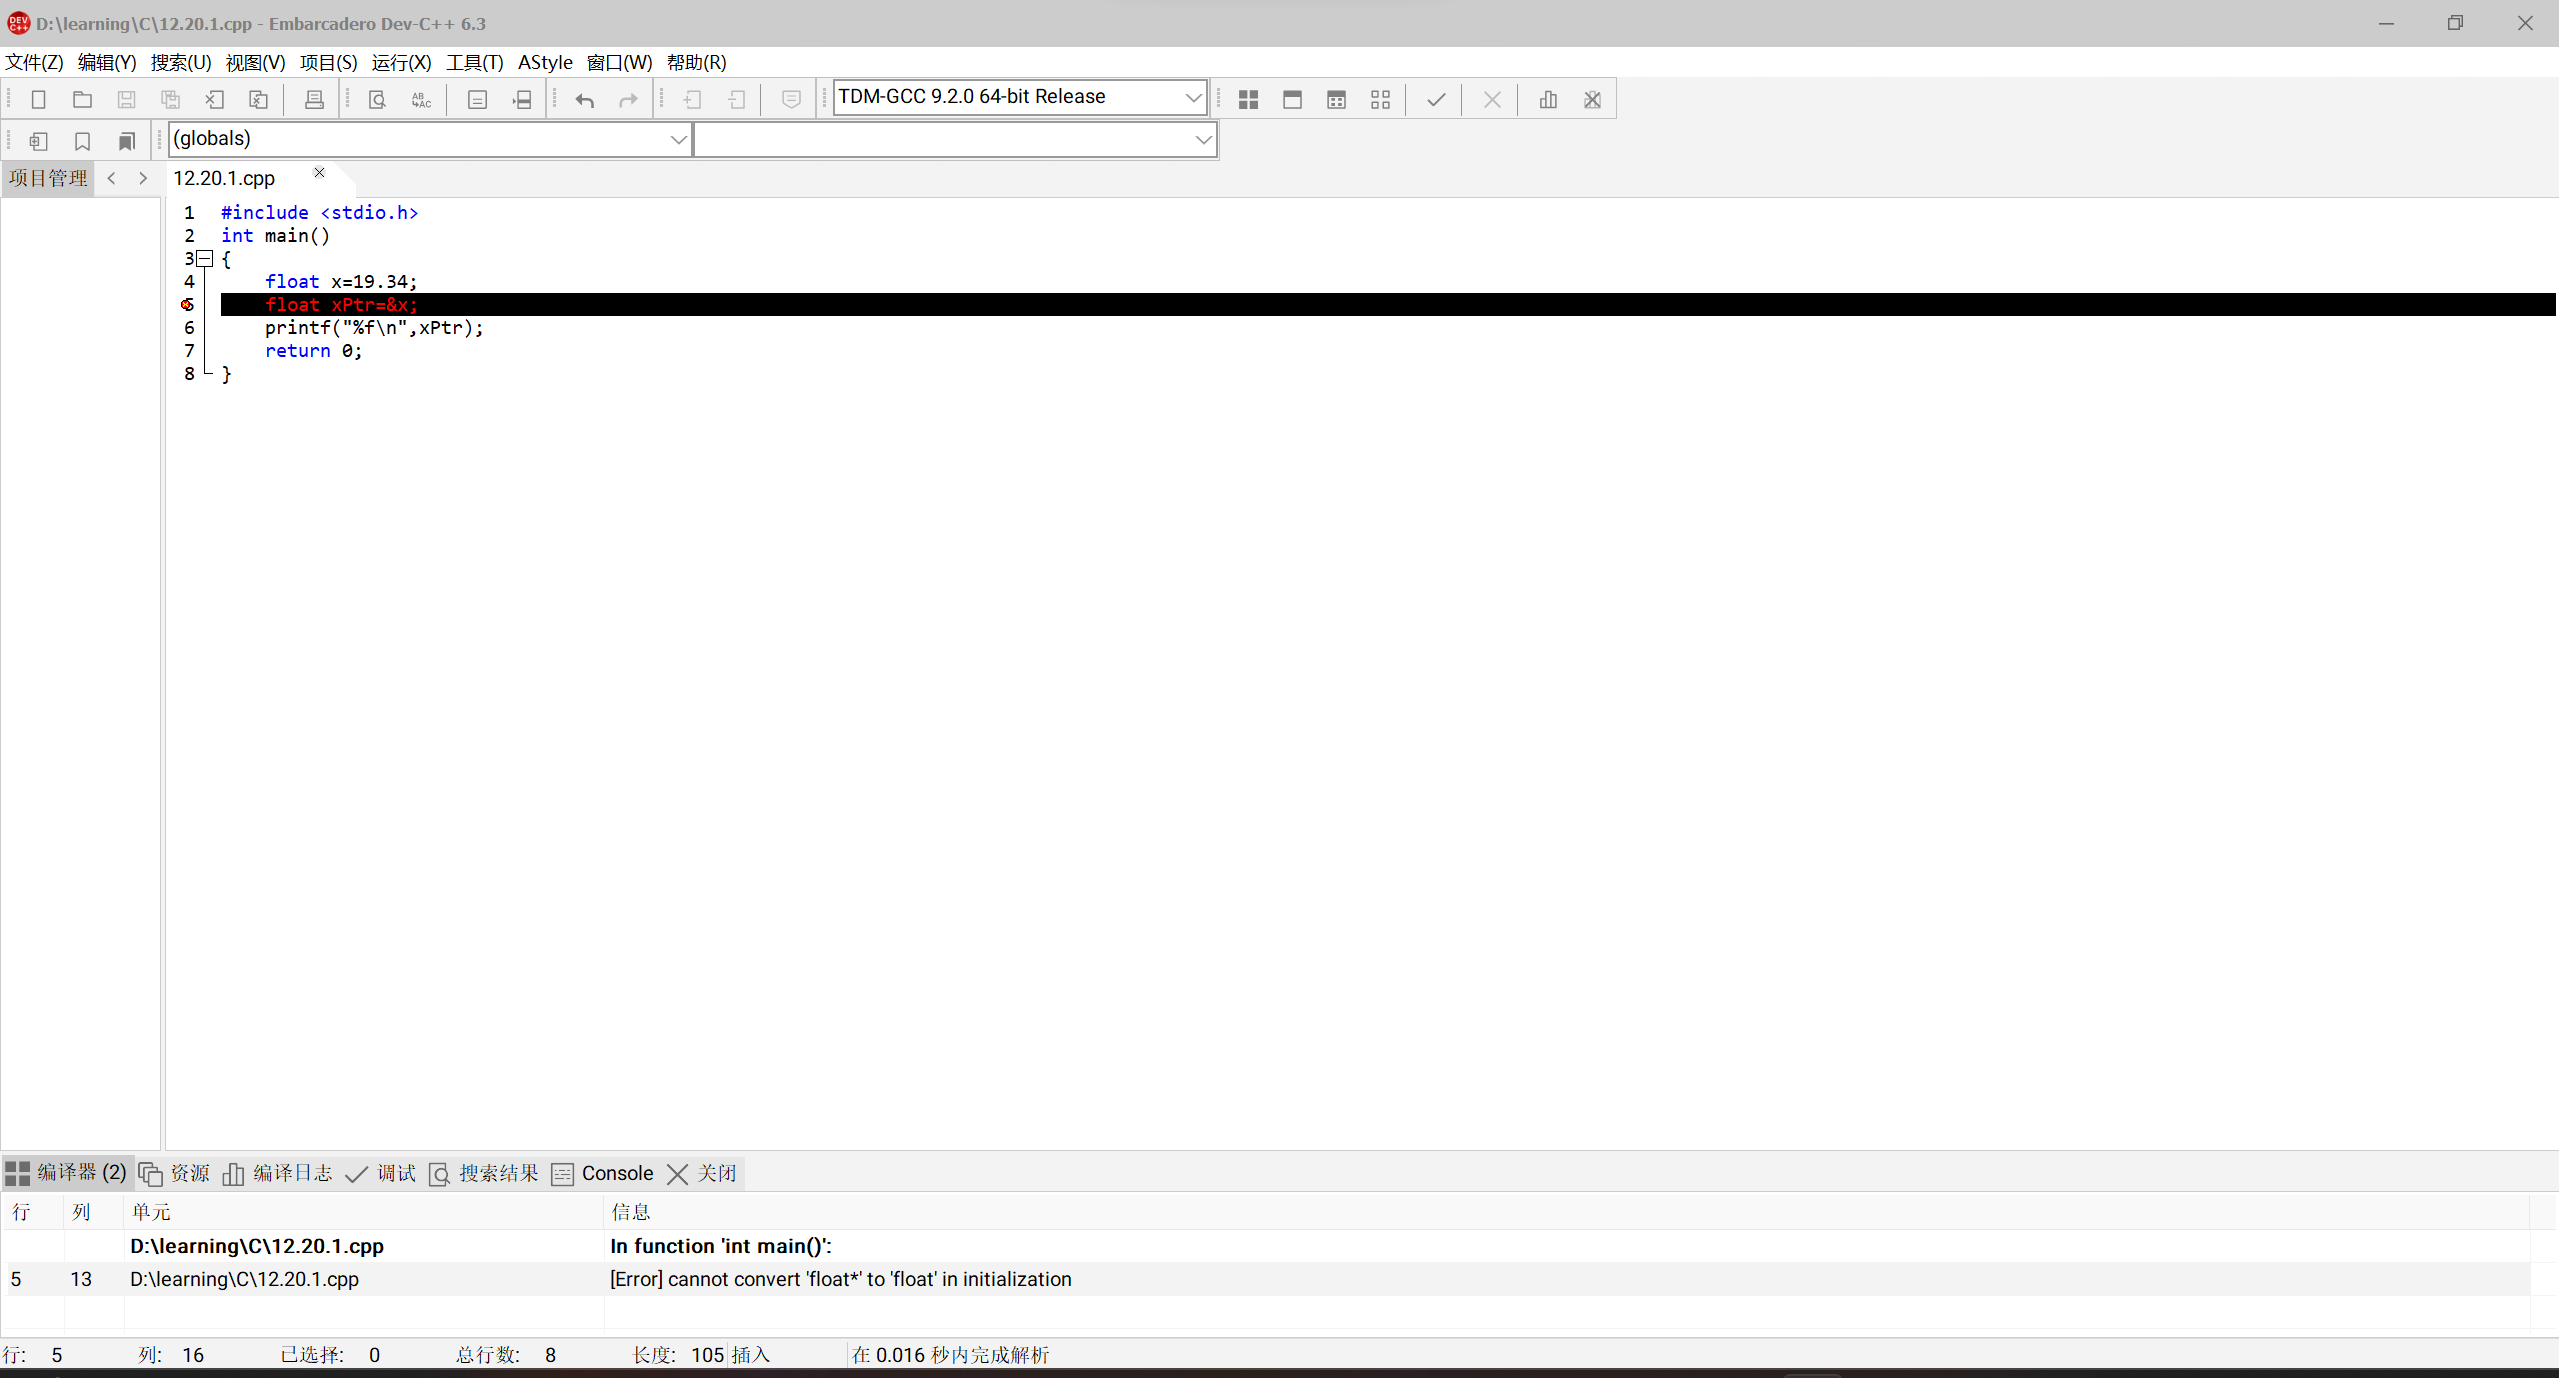 D:\learning\C\12.20.1.cpp - Embarcadero Dev-C++ 6.3
文件(Z) 编辑(Y) 搜索(U) 视图(V) 项目(S) 运行(X) 工具(T) AStyle 窗口(W) 帮助(R)
TDM-GCC 9.2.0 64-bit Release
(globals)
项目管理 12.20.1.cpp
1 #include <stdio.h>
2 int main()
3 {
4 float x=19.34;
5 float xPtr=&x;
6 printf("%f\n",xPtr);
7 return 0;
8 }
编译器 (2) 资源 编译日志 调试 搜索结果 Console 关闭
行 列 单元 信息
D:\learning\C\12.20.1.cpp In function 'int main()':
5 13 D:\learning\C\12.20.1.cpp [Error] cannot convert 'float*' to 'float' in initialization
行: 5 列: 16 已选择: 0 总行数: 8 长度: 105 插入 在 0.016 秒内完成解析